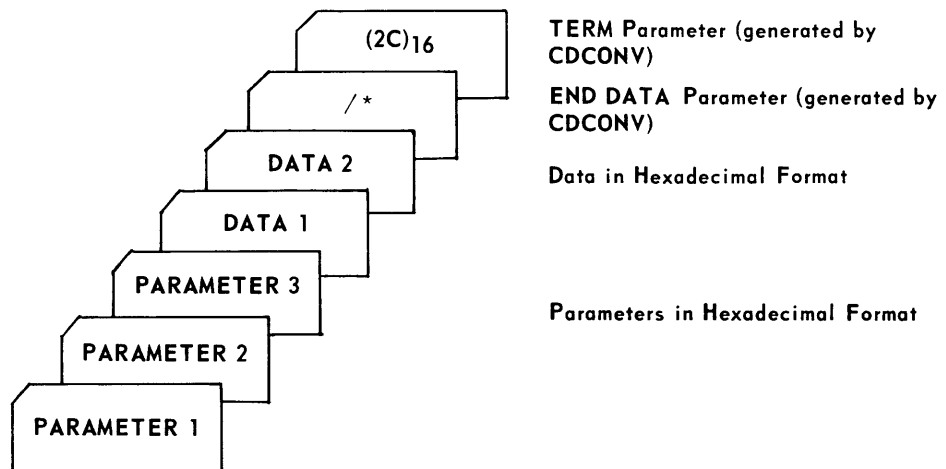 (2C)16
TERM Parameter (generated by
CDCONV)
/*
END DATA Parameter (generated by
CDCONV)
DATA 2
Data in Hexadecimal Format
DATA 1
PARAMETER 3
Parameters in Hexadecimal Format
PARAMETER 2
PARAMETER 1